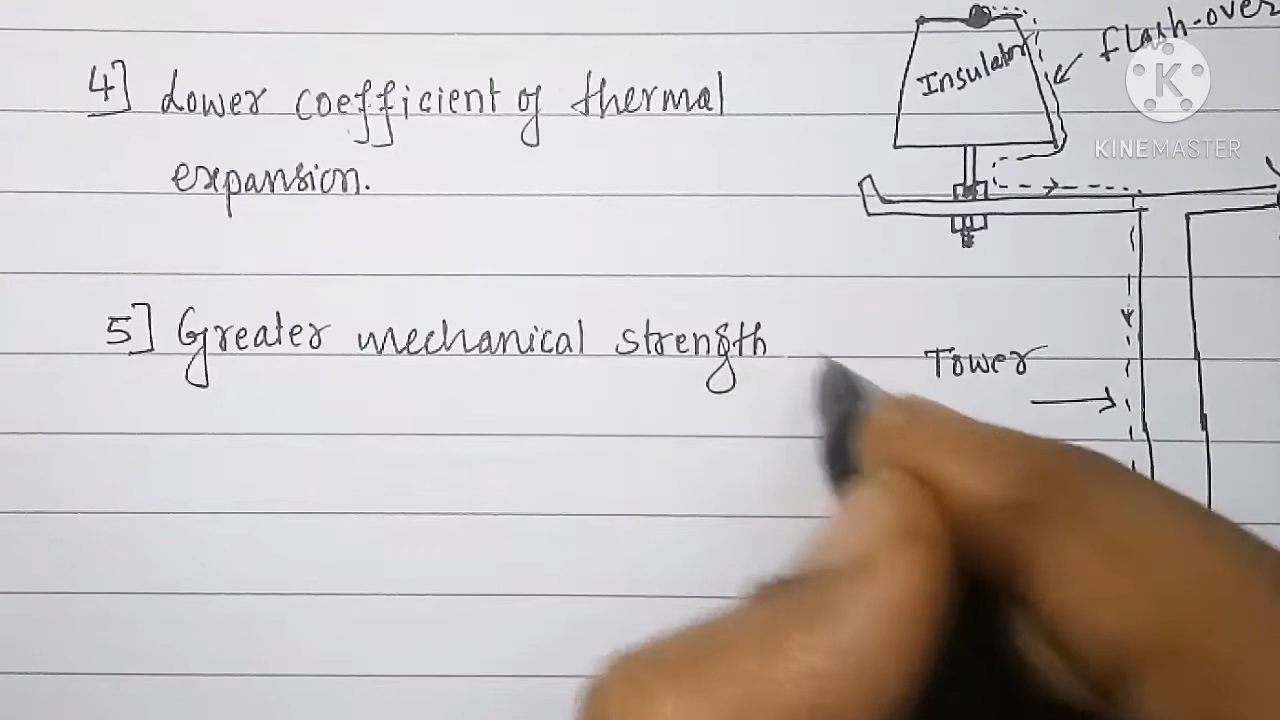 4] Lower coefficient of thermal
expansion.
5] Greater mechanical strength
Insulator
flash-over
Tower
K
KINEMASTER